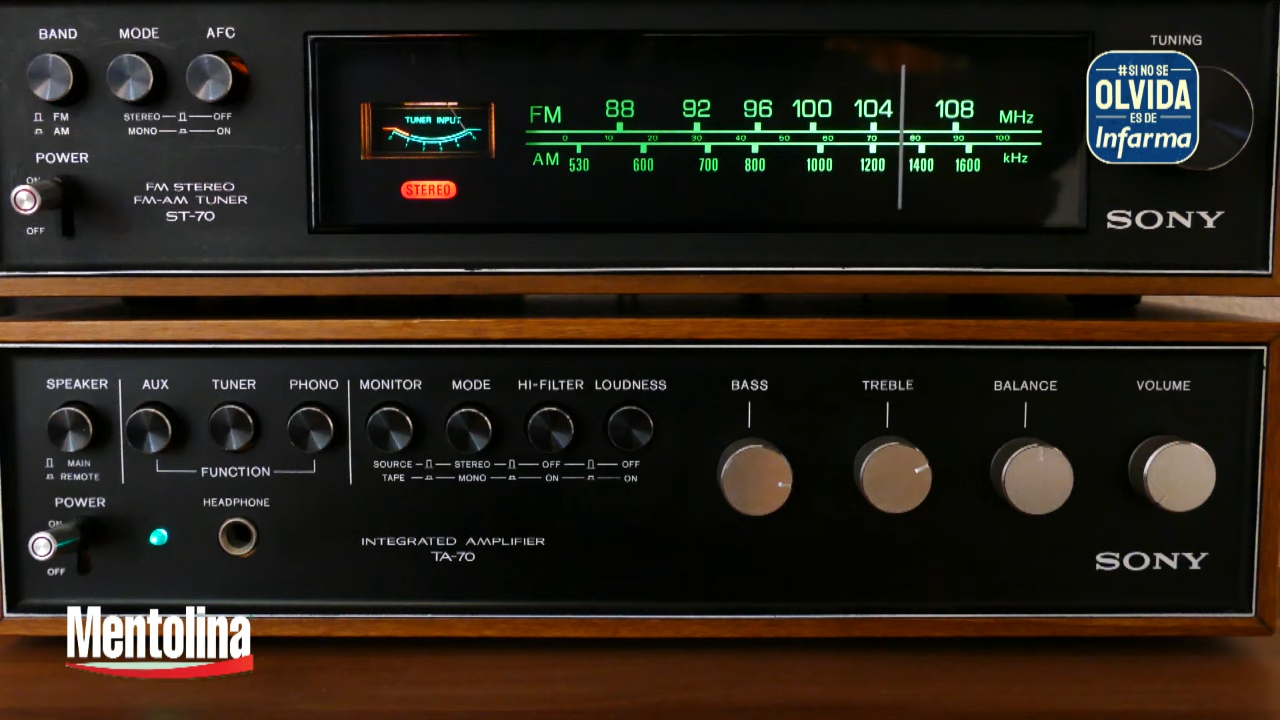 BAND MODE AFC
FM
AM
STEREO OFF
MONO ON
POWER
ON
OFF
FM STEREO
FM-AM TUNER
ST-70
TUNER INPUT
STEREO
FM 88 92 96 100 104 108 MHz
0 10 20 30 40 50 60 70 80 90 100
AM 530 600 700 800 1000 1200 1400 1600 kHz
TUNING
#SI NO SE
OLVIDA
ES DE
Infarma
SONY
SPEAKER AUX TUNER PHONO MONITOR MODE HI-FILTER LOUDNESS BASS TREBLE BALANCE VOLUME
MAIN
REMOTE
FUNCTION
SOURCE STEREO OFF OFF
TAPE MONO ON ON
POWER
ON
OFF
HEADPHONE
INTEGRATED AMPLIFIER
TA-70
SONY
Mentolina